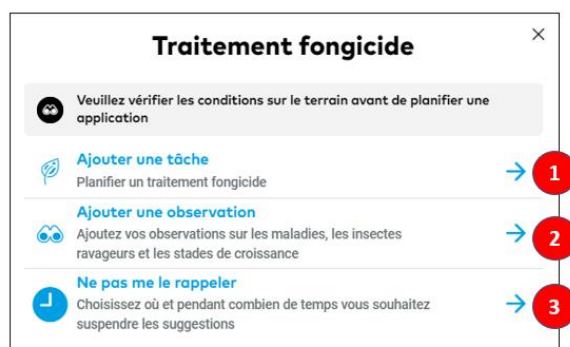 Traitement fongicide
Veuillez vérifier les conditions sur le terrain avant de planifier une
application
Ajouter une tâche
Planifier un traitement fongicide
1
Ajouter une observation
Ajoutez vos observations sur les maladies, les insectes
ravageurs et les stades de croissance
2
Ne pas me le rappeler
Choisissez où et pendant combien de temps vous souhaitez
suspendre les suggestions
3